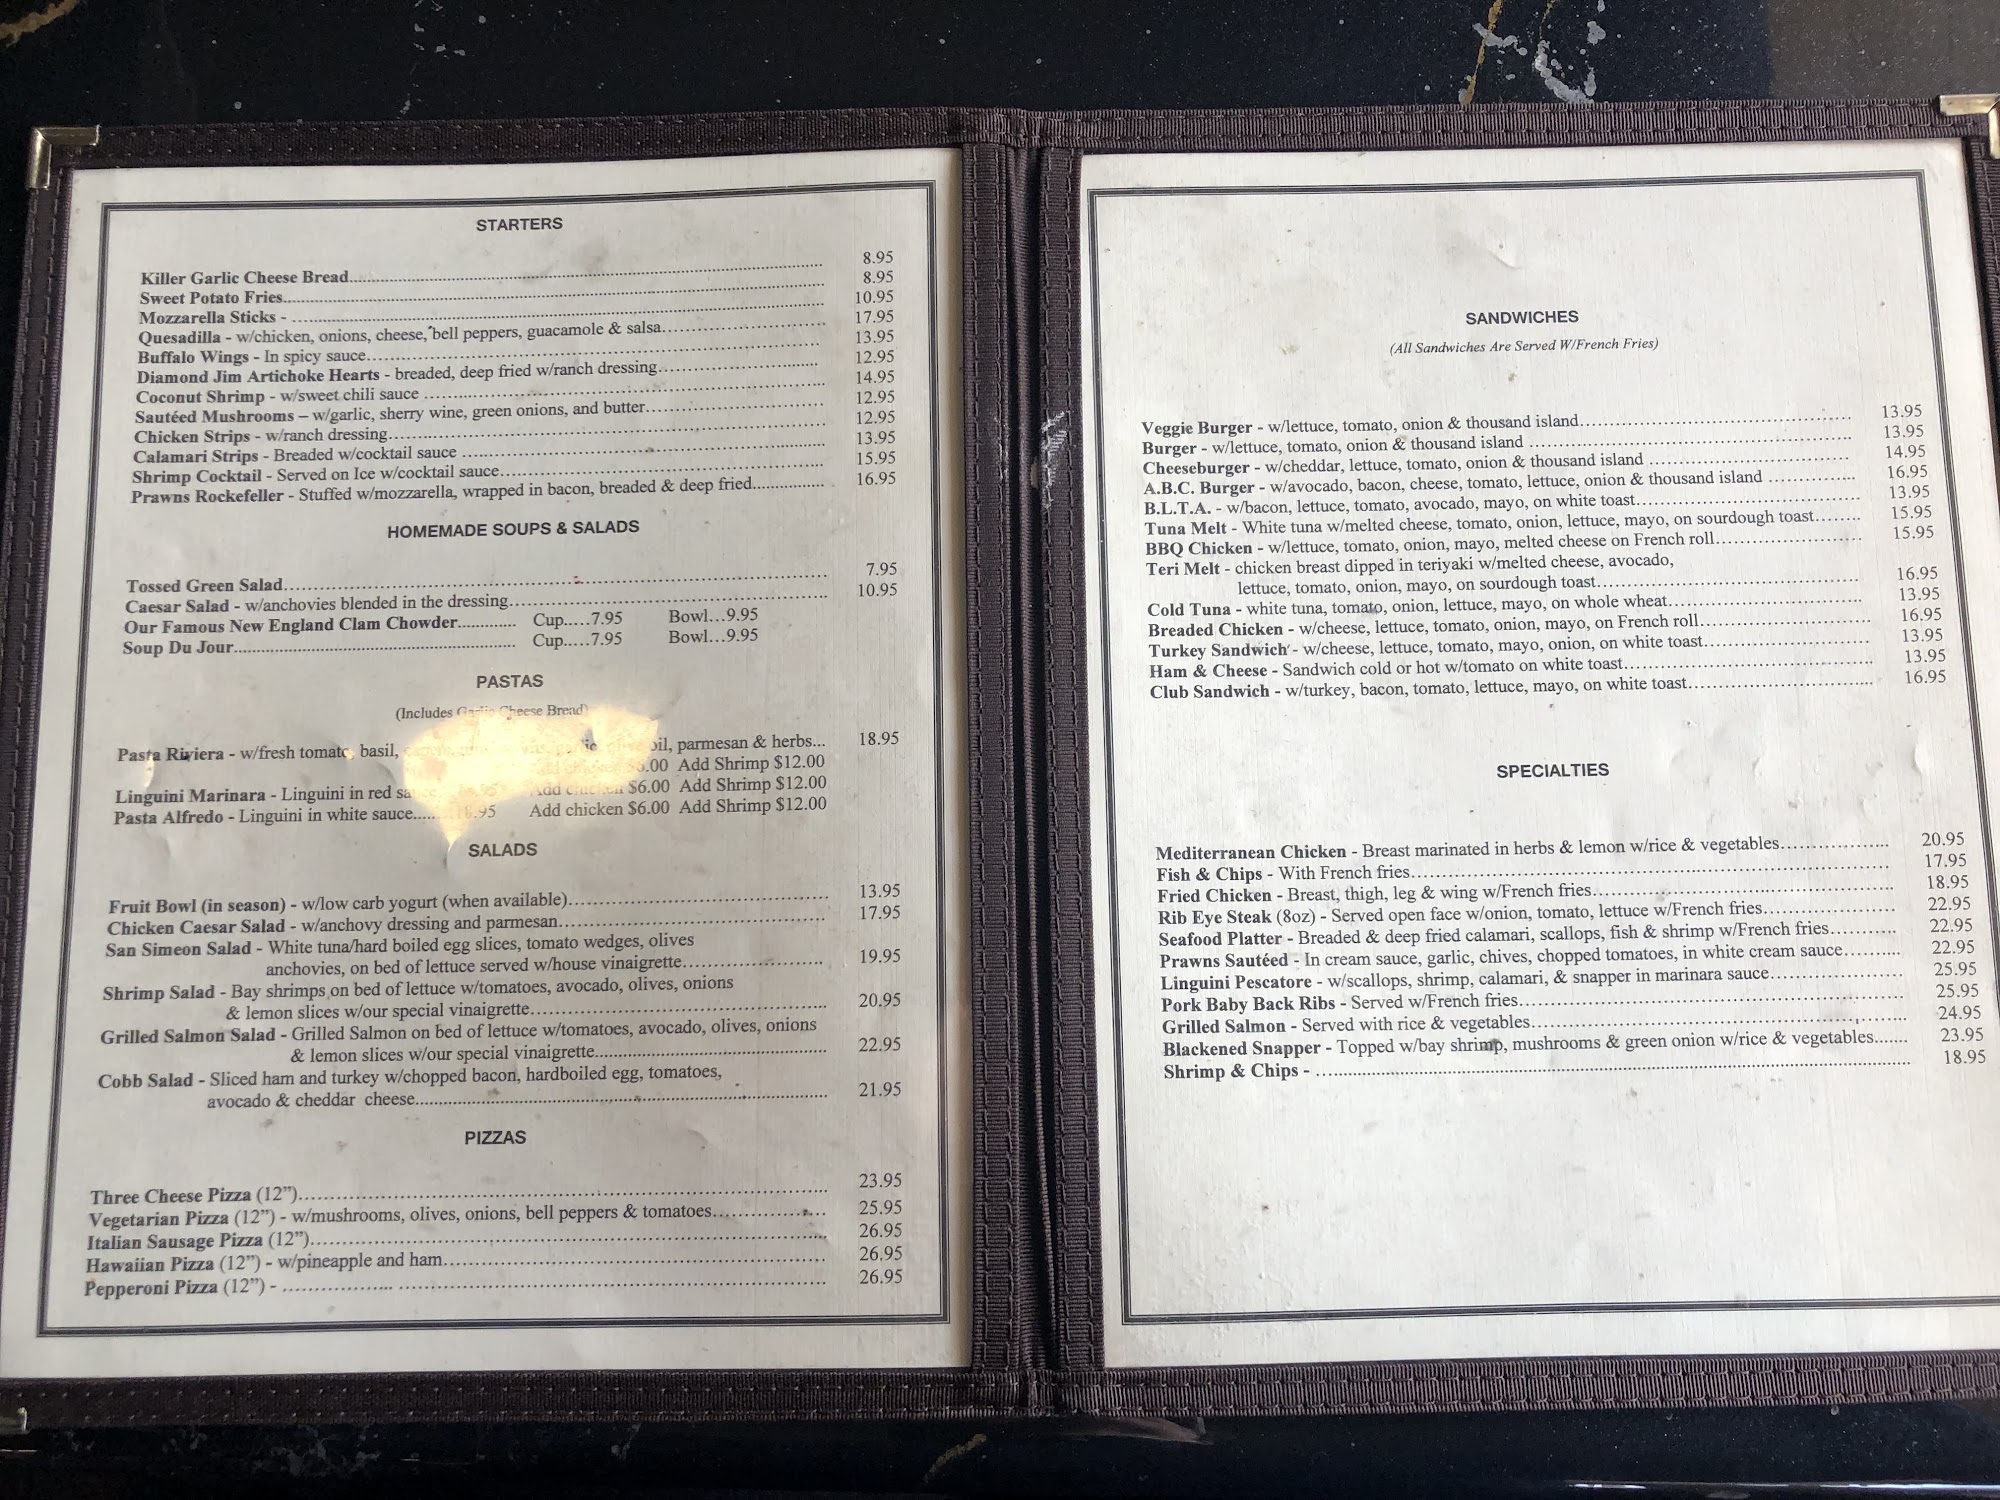 STARTERS
Killer Garlic Cheese Bread........ 8.95
Sweet Potato Fries........ 8.95
Mozzarella Sticks - ........ 10.95
Quesadilla - w/chicken, onions, cheese, bell peppers, guacamole & salsa........ 17.95
Buffalo Wings - In spicy sauce........ 13.95
Diamond Jim Artichoke Hearts - breaded, deep fried w/ranch dressing........ 12.95
Coconut Shrimp - w/sweet chili sauce ........ 14.95
Sautéed Mushrooms – w/garlic, sherry wine, green onions, and butter........ 12.95
Chicken Strips - w/ranch dressing........ 12.95
Calamari Strips - Breaded w/cocktail sauce ........ 13.95
Shrimp Cocktail - Served on Ice w/cocktail sauce........ 15.95
Prawns Rockefeller - Stuffed w/mozzarella, wrapped in bacon, breaded & deep fried........ 16.95
HOMEMADE SOUPS & SALADS
Tossed Green Salad........ 7.95
Caesar Salad - w/anchovies blended in the dressing........ 10.95
Our Famous New England Clam Chowder............ Cup.....7.95 Bowl...9.95
Soup Du Jour........ Cup.....7.95 Bowl...9.95
PASTAS
(Includes Garlic Cheese Bread)
Pasta Riviera - w/fresh tomato, basil, oil, parmesan & herbs... 18.95
Add Shrimp $12.00
Linguini Marinara - Linguini in red Add chicken $6.00 Add Shrimp $12.00
Pasta Alfredo - Linguini in white sauce........ Add chicken $6.00 Add Shrimp $12.00
SALADS
Fruit Bowl (in season) - w/low carb yogurt (when available)........ 13.95
Chicken Caesar Salad - w/anchovy dressing and parmesan........ 17.95
San Simeon Salad - White tuna/hard boiled egg slices, tomato wedges, olives
anchovies, on bed of lettuce served w/house vinaigrette........ 19.95
Shrimp Salad - Bay shrimps on bed of lettuce w/tomatoes, avocado, olives, onions
& lemon slices w/our special vinaigrette........ 20.95
Grilled Salmon Salad - Grilled Salmon on bed of lettuce w/tomatoes, avocado, olives, onions
& lemon slices w/our special vinaigrette........ 22.95
Cobb Salad - Sliced ham and turkey w/chopped bacon, hardboiled egg, tomatoes,
avocado & cheddar cheese........ 21.95
PIZZAS
Three Cheese Pizza (12”)........ 23.95
Vegetarian Pizza (12”) - w/mushrooms, olives, onions, bell peppers & tomatoes........ 25.95
Italian Sausage Pizza (12”)........ 26.95
Hawaiian Pizza (12”) - w/pineapple and ham........ 26.95
Pepperoni Pizza (12”) - ........ 26.95
SANDWICHES
(All Sandwiches Are Served W/French Fries)
Veggie Burger - w/lettuce, tomato, onion & thousand island........ 13.95
Burger - w/lettuce, tomato, onion & thousand island ........ 13.95
Cheeseburger - w/cheddar, lettuce, tomato, onion & thousand island ........ 14.95
A.B.C. Burger - w/avocado, bacon, cheese, tomato, lettuce, onion & thousand island ........ 16.95
B.L.T.A. - w/bacon, lettuce, tomato, avocado, mayo, on white toast........ 13.95
Tuna Melt - White tuna w/melted cheese, tomato, onion, lettuce, mayo, on sourdough toast........ 15.95
BBQ Chicken - w/lettuce, tomato, onion, mayo, melted cheese on French roll........ 15.95
Teri Melt - chicken breast dipped in teriyaki w/melted cheese, avocado,
lettuce, tomato, onion, mayo, on sourdough toast........ 16.95
Cold Tuna - white tuna, tomato, onion, lettuce, mayo, on whole wheat........ 13.95
Breaded Chicken - w/cheese, lettuce, tomato, onion, mayo, on French roll........ 16.95
Turkey Sandwich - w/cheese, lettuce, tomato, mayo, onion, on white toast........ 13.95
Ham & Cheese - Sandwich cold or hot w/tomato on white toast........ 13.95
Club Sandwich - w/turkey, bacon, tomato, lettuce, mayo, on white toast........ 16.95
SPECIALTIES
Mediterranean Chicken - Breast marinated in herbs & lemon w/rice & vegetables........ 20.95
Fish & Chips - With French fries........ 17.95
Fried Chicken - Breast, thigh, leg & wing w/French fries........ 18.95
Rib Eye Steak (8oz) - Served open face w/onion, tomato, lettuce w/French fries........ 22.95
Seafood Platter - Breaded & deep fried calamari, scallops, fish & shrimp w/French fries........ 22.95
Prawns Sautéed - In cream sauce, garlic, chives, chopped tomatoes, in white cream sauce........ 22.95
Linguini Pescatore - w/scallops, shrimp, calamari, & snapper in marinara sauce........ 25.95
Pork Baby Back Ribs - Served w/French fries........ 25.95
Grilled Salmon - Served with rice & vegetables........ 24.95
Blackened Snapper - Topped w/bay shrimp, mushrooms & green onion w/rice & vegetables....... 23.95
Shrimp & Chips - ........ 18.95